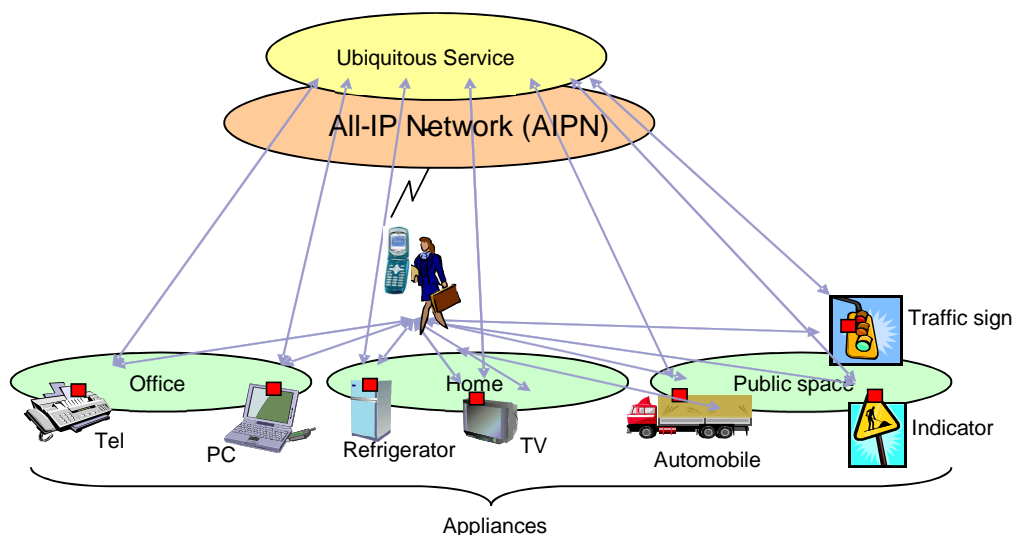 Ubiquitous Service
All-IP Network (AIPN)
Traffic sign
Office
Home
Public space
Tel
PC
Refrigerator
TV
Automobile
Indicator
Appliances